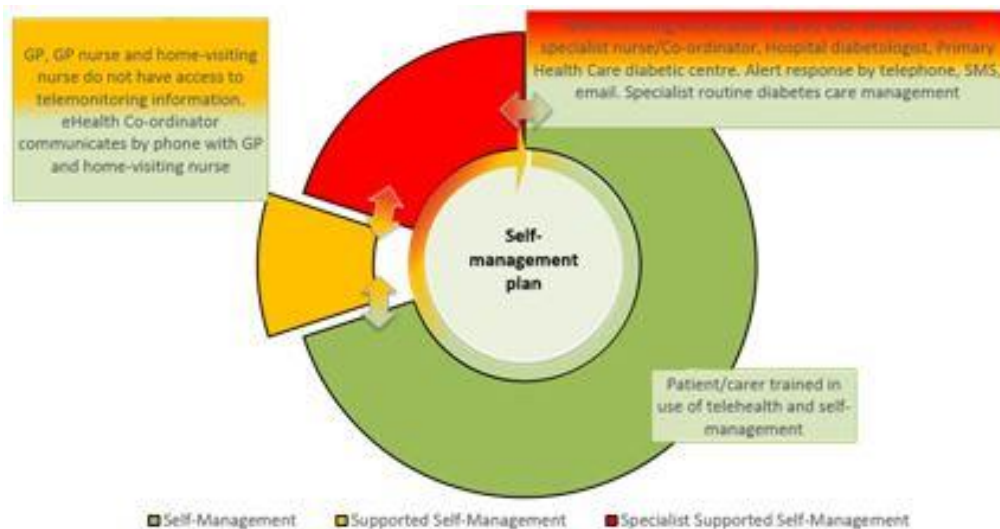 GP, GP nurse and home-visiting
nurse do not have access to
telemonitoring information.
eHealth Co-ordinator
communicates by phone with GP
and home-visiting nurse
specialist nurse/Co-ordinator, Hospital diabetologist, Primary
Health Care diabetic centre. Alert response by telephone, SMS,
email. Specialist routine diabetes care management
Self-
management
plan
Patient/carer trained in
use of telehealth and self-
management
Self-Management
Supported Self-Management
Specialist Supported Self-Management